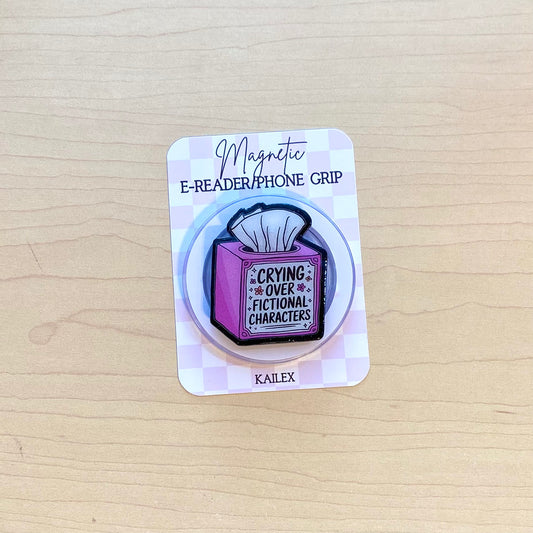 Magnetic
E-READER/PHONE GRIP
CRYING
OVER
FICTIONAL
CHARACTERS
KAILEX